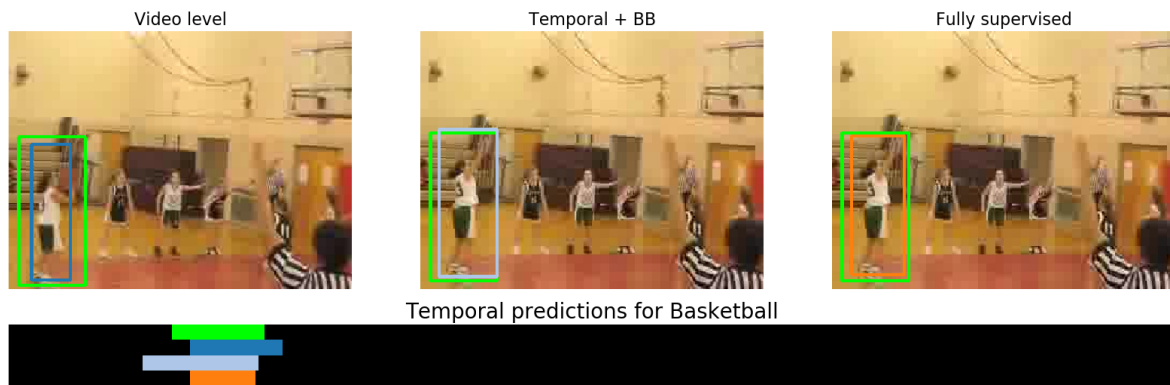 Video level
Temporal + BB
Fully supervised
Temporal predictions for Basketball